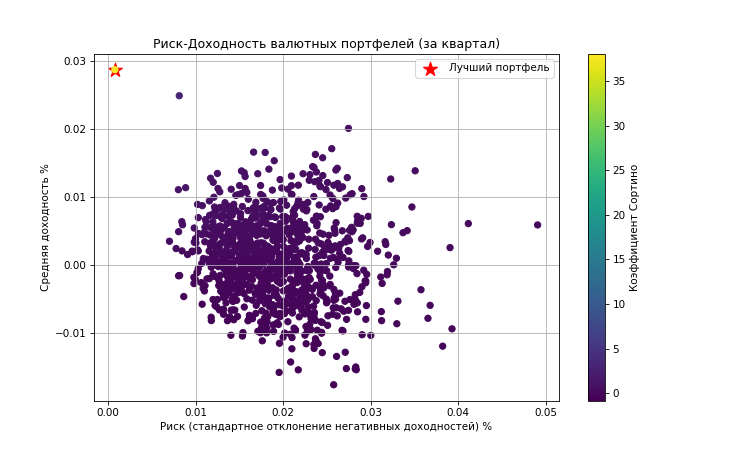 Риск-Доходность валютных портфелей (за квартал)
Лучший портфель
Средняя доходность %
0.03
0.02
0.01
0.00
−0.01
0.00 0.01 0.02 0.03 0.04 0.05
Риск (стандартное отклонение негативных доходностей) %
35
30
25
20
15
10
5
0
Коэффициент Сортино